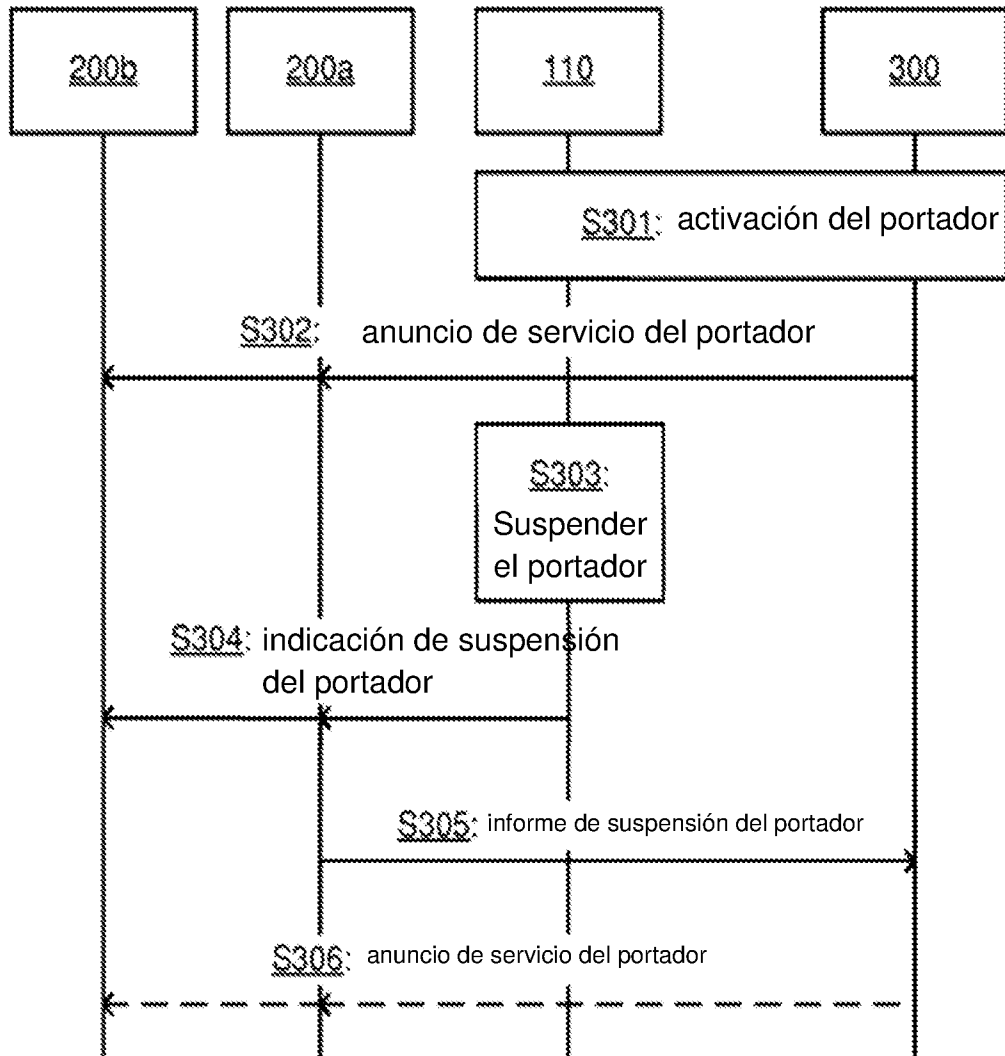 200b 200a 110 300
S301: activación del portador
S302: anuncio de servicio del portador
S303:
Suspender
el portador
S304: indicación de suspensión
del portador
S305: informe de suspensión del portador
S306: anuncio de servicio del portador